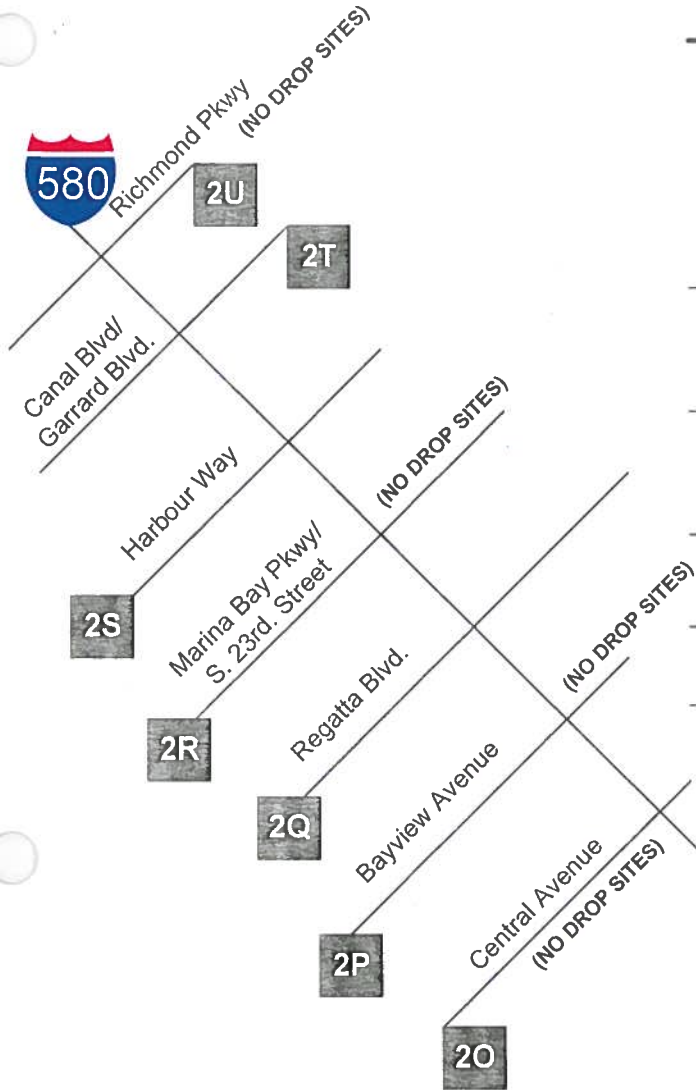 580
Richmond Pkwy
(NO DROP SITES)
2U
2T
Canal Blvd/
Garrard Blvd.
Harbour Way
2S
(NO DROP SITES)
Marina Bay Pkwy/
S. 23rd. Street
2R
Regatta Blvd.
2Q
(NO DROP SITES)
Bayview Avenue
2P
Central Avenue
(NO DROP SITES)
2O